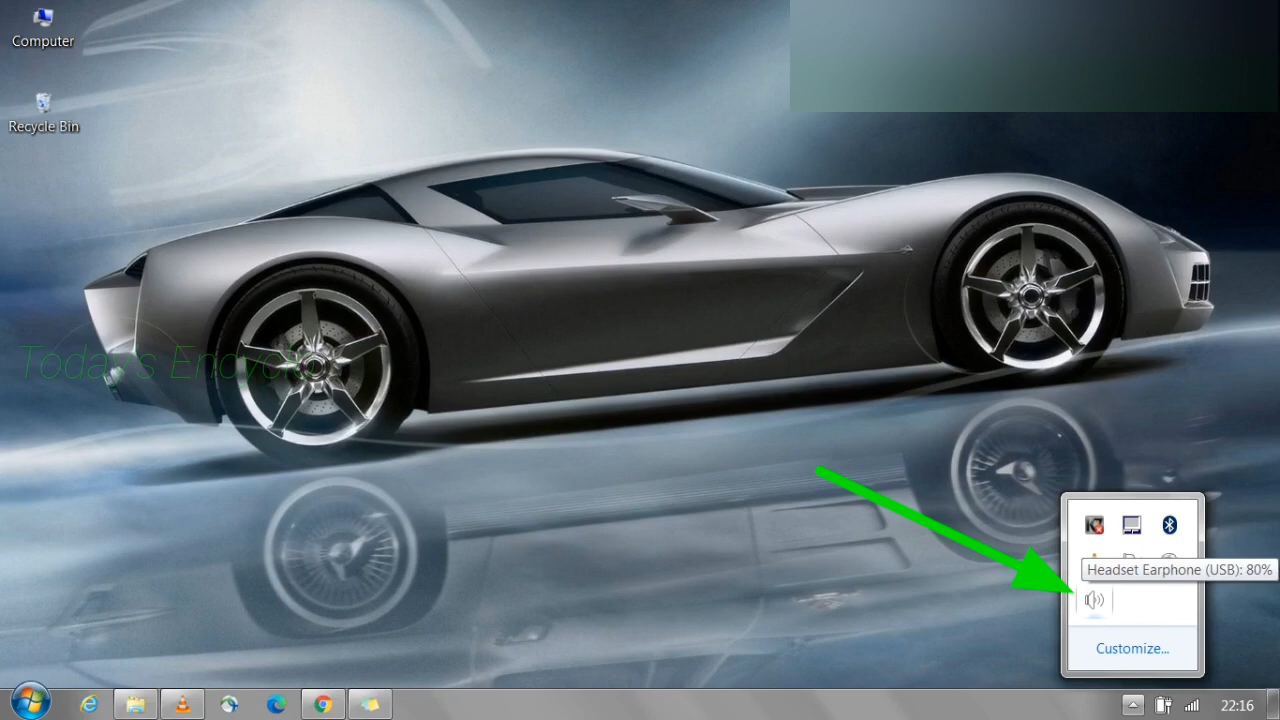 Computer
Recycle Bin
Headset Earphone (USB): 80%
Customize...
22:16